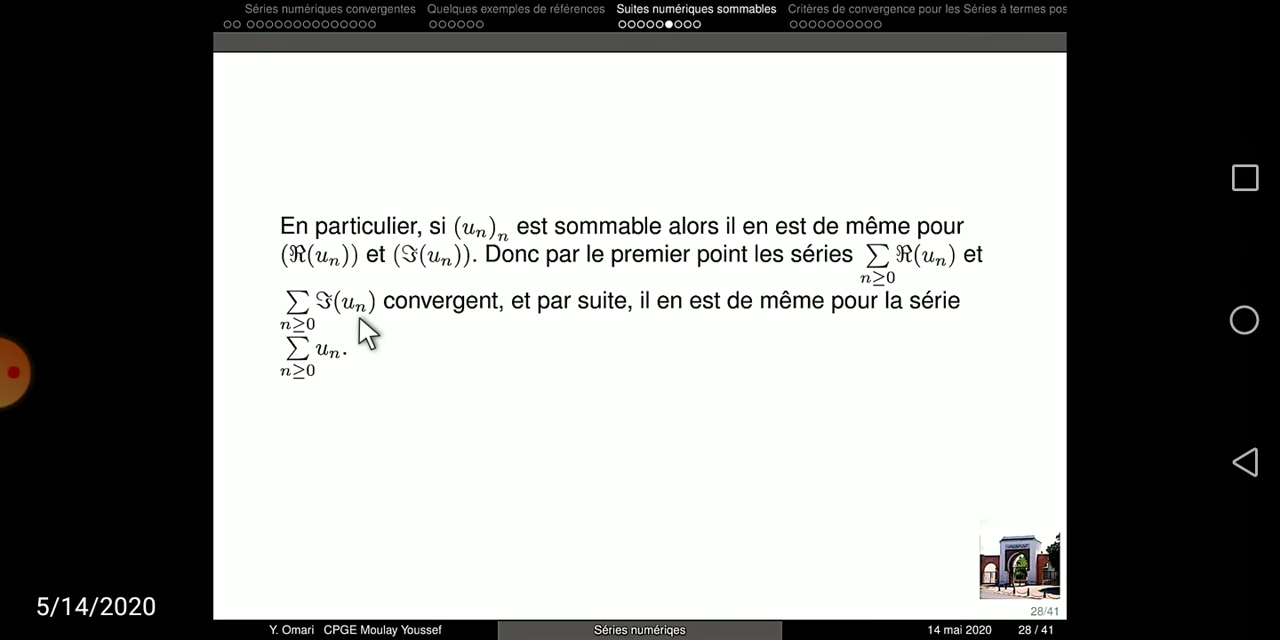 Séries numériques convergentes Quelques exemples de références Suites numériques sommables Critères de convergence pour les Séries à termes pos
En particulier, si (uₙ)ₙ est sommable alors il en est de même pour
(ℜ(uₙ)) et (ℑ(uₙ)). Donc par le premier point les séries ∑ ℜ(uₙ) et
n≥0
∑ ℑ(uₙ) convergent, et par suite, il en est de même pour la série
n≥0
∑ uₙ.
n≥0
5/14/2020
28/41
Y. Omari CPGE Moulay Youssef Séries numériqes 14 mai 2020 28 / 41